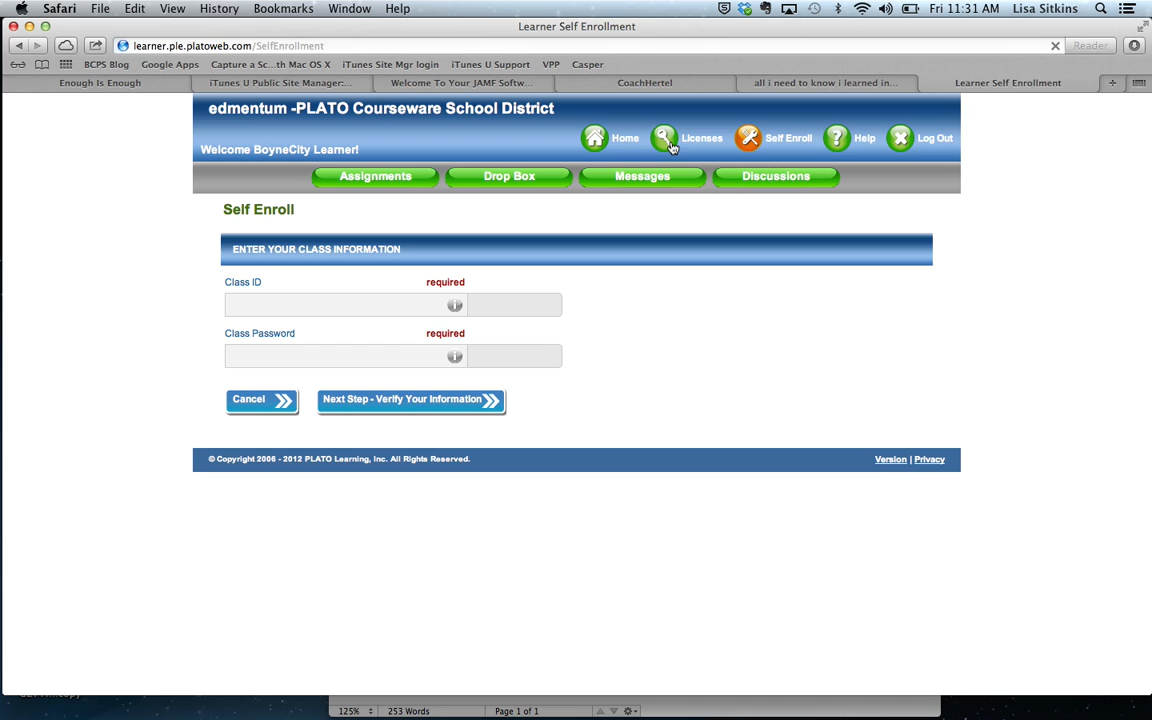 Safari File Edit View History Bookmarks Window Help Fri 11:31 AM Lisa Sitkins
Learner Self Enrollment
learner.ple.platoweb.com/SelfEnrollment Reader
BCPS Blog Google Apps Capture a Sc...th Mac OS X iTunes Site Mgr login iTunes U Support VPP Casper
Enough Is Enough iTunes U Public Site Manager:... Welcome To Your JAMF Softw... CoachHertel all i need to know i learned in... Learner Self Enrollment
edmentum -PLATO Courseware School District
Home Licenses Self Enroll Help Log Out
Welcome BoyneCity Learner!
Assignments Drop Box Messages Discussions
Self Enroll
ENTER YOUR CLASS INFORMATION
Class ID required
Class Password required
Cancel Next Step - Verify Your Information
© Copyright 2006 - 2012 PLATO Learning, Inc. All Rights Reserved. Version | Privacy
125% 253 Words Page 1 of 1